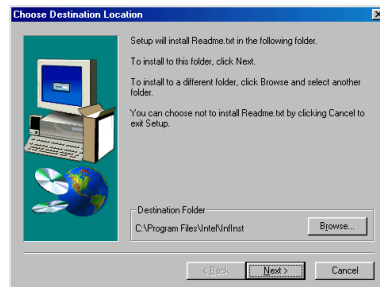 Choose Destination Location
Setup will install Readme.txt in the following folder.
To install to this folder, click Next.
To install to a different folder, click Browse and select another
folder.
You can choose not to install Readme.txt by clicking Cancel to
exit Setup.
Destination Folder
C:\Program Files\Intel\InfInst
Browse...
< Back
Next >
Cancel